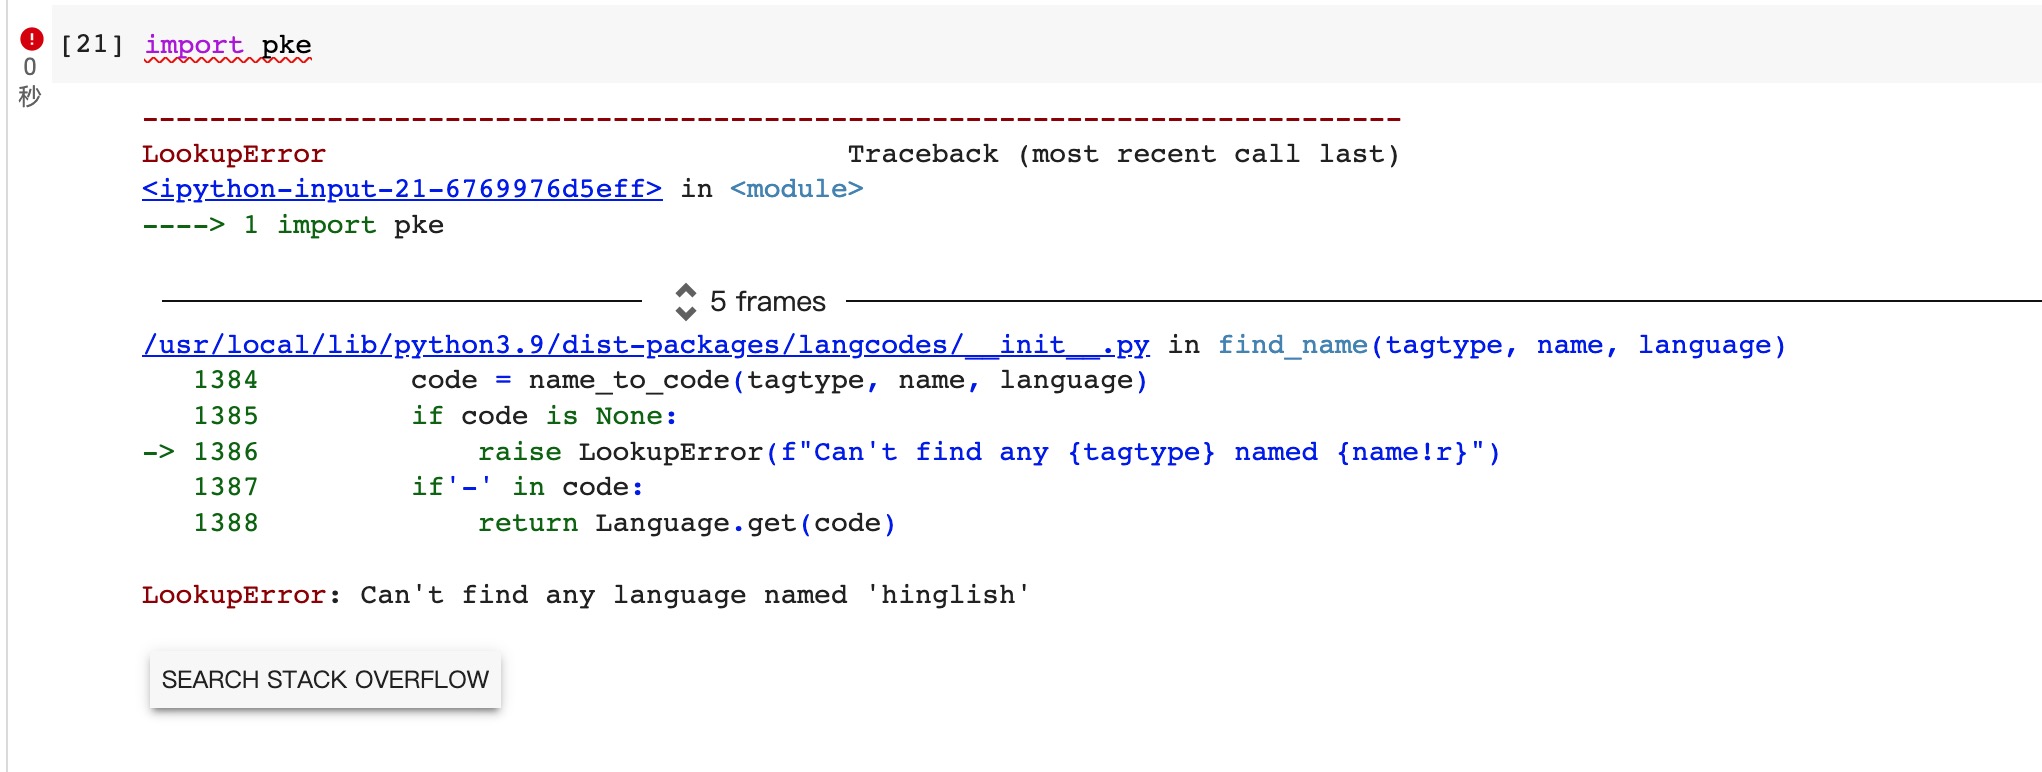 [21] import pke
0
秒
---------------------------------------------------------------------------
LookupError Traceback (most recent call last)
<ipython-input-21-6769976d5eff> in <module>
----> 1 import pke
5 frames
/usr/local/lib/python3.9/dist-packages/langcodes/__init__.py in find_name(tagtype, name, language)
1384 code = name_to_code(tagtype, name, language)
1385 if code is None:
-> 1386 raise LookupError(f"Can't find any {tagtype} named {name!r}")
1387 if'-' in code:
1388 return Language.get(code)
LookupError: Can't find any language named 'hinglish'
SEARCH STACK OVERFLOW